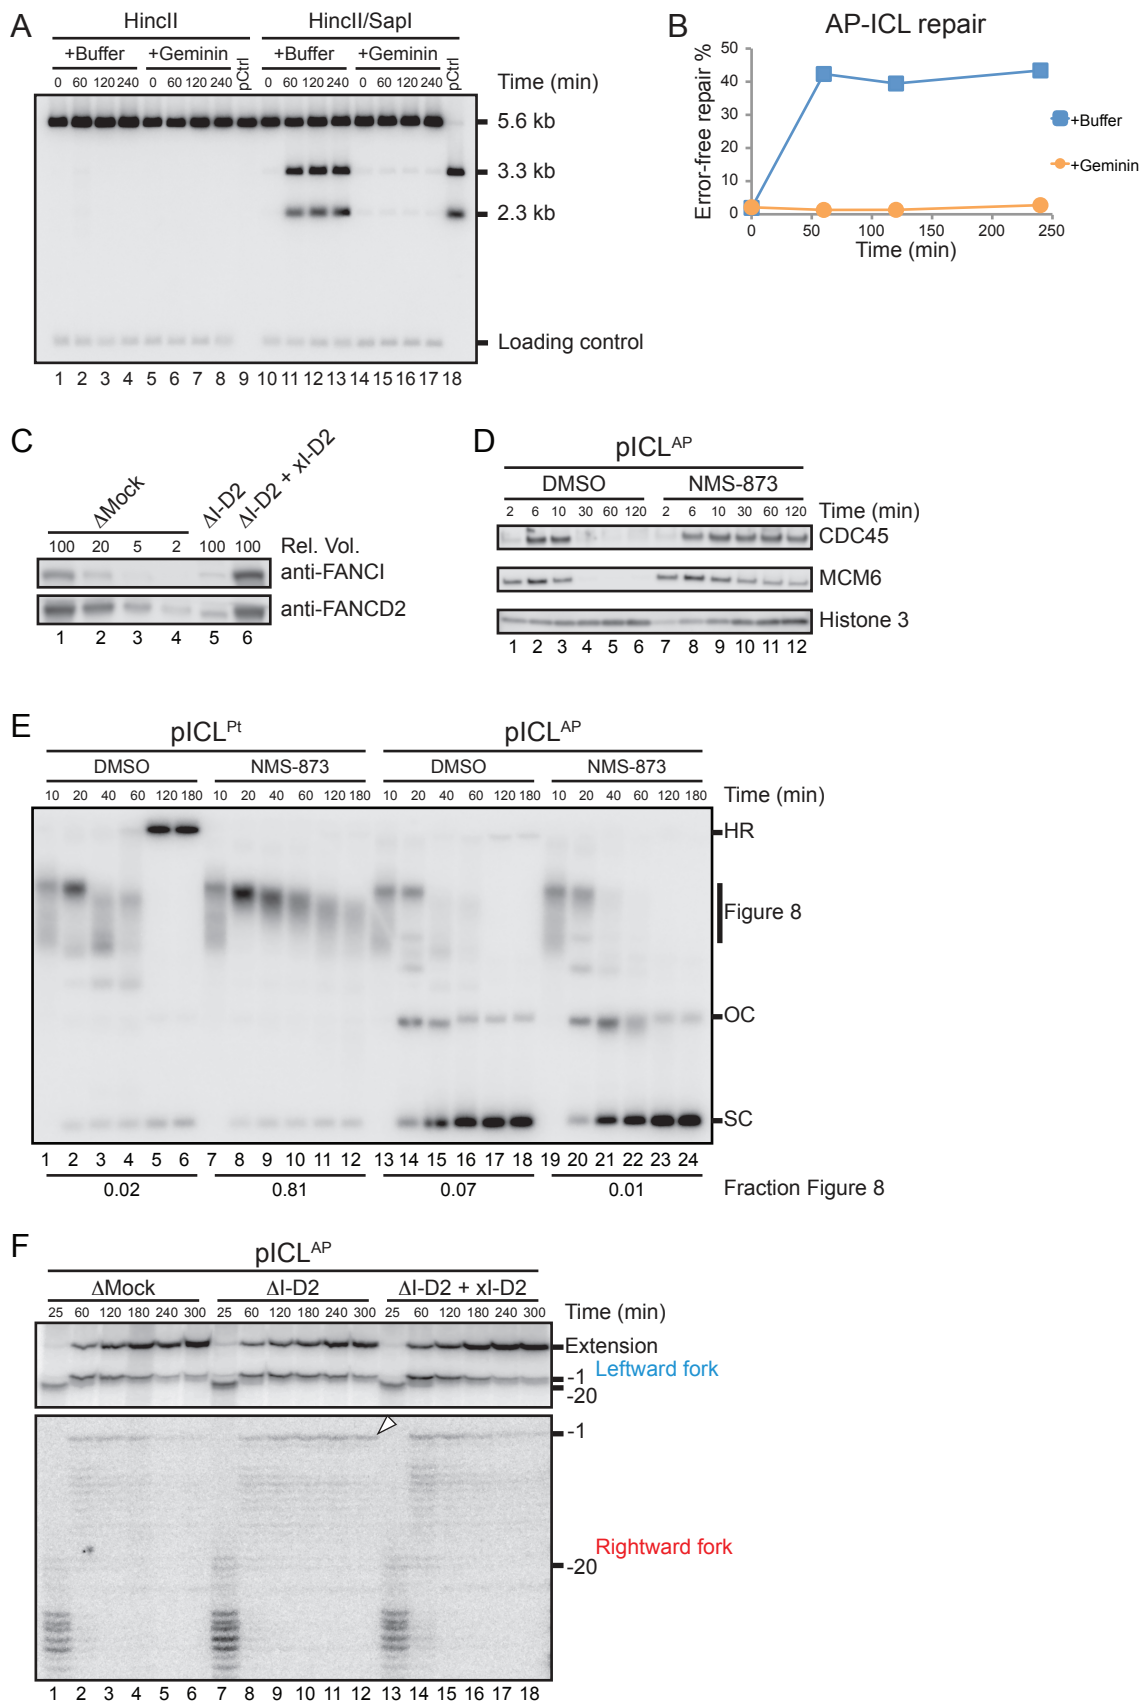 A
HincII HincII/SapI
+Buffer +Geminin +Buffer +Geminin
0 60 120 240 0 60 120 240 pCtrl 0 60 120 240 0 60 120 240 pCtrl Time (min)
5.6 kb
3.3 kb
2.3 kb
Loading control
1 2 3 4 5 6 7 8 9 10 11 12 13 14 15 16 17 18
B
AP-ICL repair
Error-free repair %
50
40
30
20
10
0
0 50 100 150 200 250
Time (min)
+Buffer
+Geminin
C
ΔMock ΔI-D2 ΔI-D2 + xI-D2
100 20 5 2 100 100 Rel. Vol.
anti-FANCI
anti-FANCD2
1 2 3 4 5 6
D
pICLAP
DMSO NMS-873
2 6 10 30 60 120 2 6 10 30 60 120 Time (min)
CDC45
MCM6
Histone 3
1 2 3 4 5 6 7 8 9 10 11 12
E
pICLPt pICLAP
DMSO NMS-873 DMSO NMS-873
10 20 40 60 120 180 10 20 40 60 120 180 10 20 40 60 120 180 10 20 40 60 120 180 Time (min)
HR
Figure 8
OC
SC
1 2 3 4 5 6 7 8 9 10 11 12 13 14 15 16 17 18 19 20 21 22 23 24
0.02 0.81 0.07 0.01 Fraction Figure 8
F
pICLAP
ΔMock ΔI-D2 ΔI-D2 + xI-D2
25 60 120 180 240 300 25 60 120 180 240 300 25 60 120 180 240 300 Time (min)
Extension
Leftward fork
-1
-20
-1
Rightward fork
-20
1 2 3 4 5 6 7 8 9 10 11 12 13 14 15 16 17 18